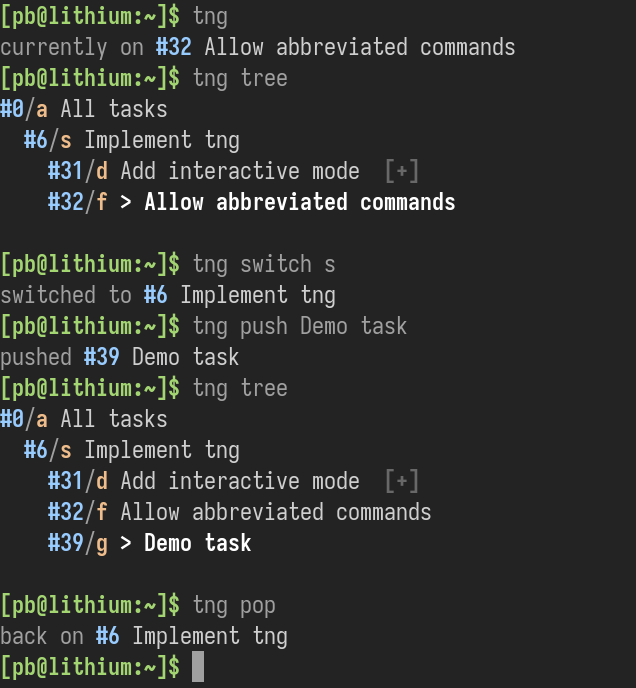 [pb@lithium:~]$ tng
currently on #32 Allow abbreviated commands
[pb@lithium:~]$ tng tree
#0/a All tasks
  #6/s Implement tng
    #31/d Add interactive mode  [+]
    #32/f > Allow abbreviated commands

[pb@lithium:~]$ tng switch s
switched to #6 Implement tng
[pb@lithium:~]$ tng push Demo task
pushed #39 Demo task
[pb@lithium:~]$ tng tree
#0/a All tasks
  #6/s Implement tng
    #31/d Add interactive mode  [+]
    #32/f Allow abbreviated commands
    #39/g > Demo task

[pb@lithium:~]$ tng pop
back on #6 Implement tng
[pb@lithium:~]$